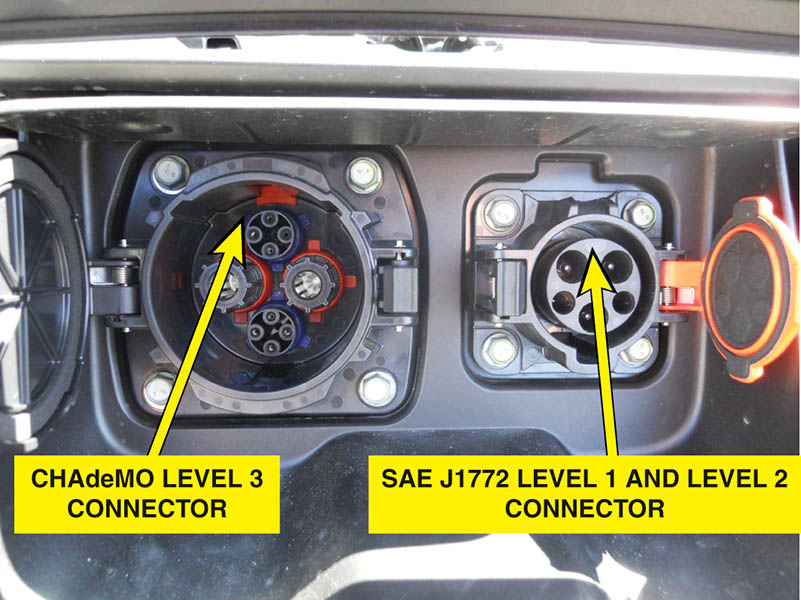 CHAdeMO LEVEL 3
CONNECTOR
SAE J1772 LEVEL 1 AND LEVEL 2
CONNECTOR